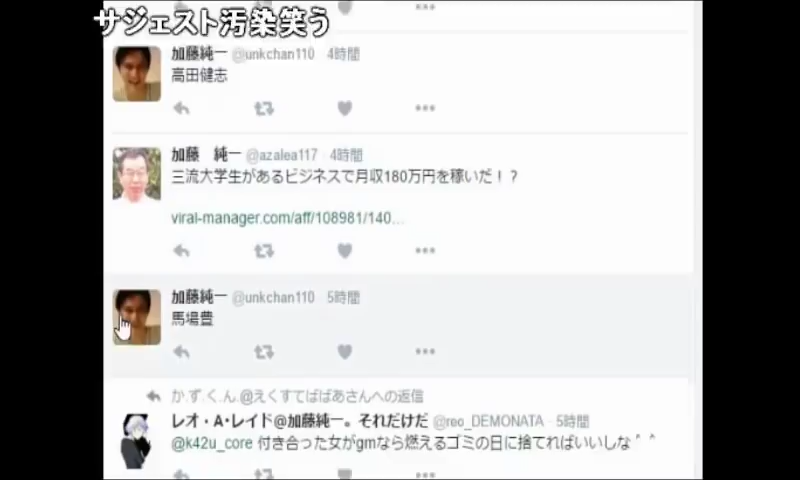 サジェスト汚染笑う
加藤純一 @unkchan110 4時間
高田健志
加藤 純一 @azalea117 · 4時間
三流大学生があるビジネスで月収180万円を稼いだ！？
viral-manager.com/aff/108981/140...
加藤純一 @unkchan110 5時間
馬場豊
か.ず.く.ん.@えくすてばばあさんへの返信
レオ・A・レイド@加藤純一。それだけだ @reo_DEMONATA · 5時間
@k42u_core 付き合った女がgmなら燃えるゴミの日に捨てればいいしな＾＾